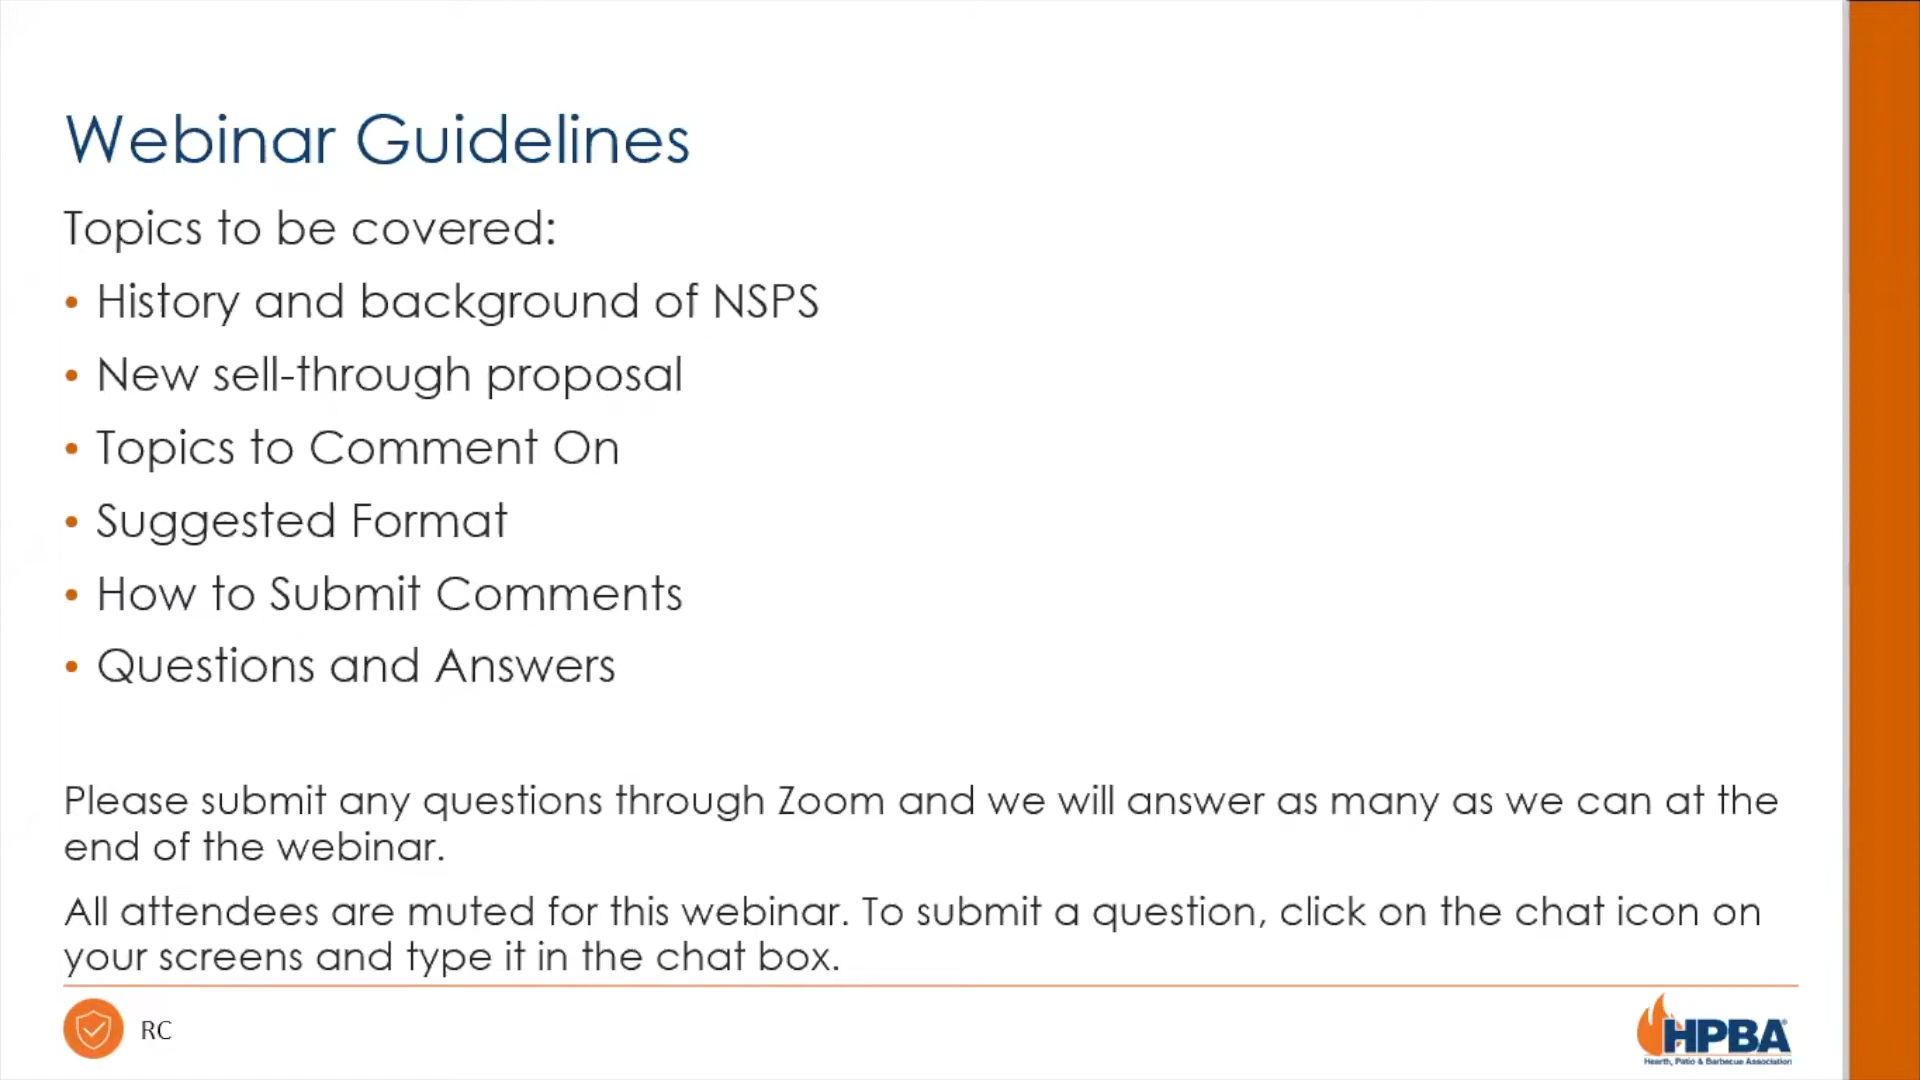 Webinar Guidelines
Topics to be covered:
• History and background of NSPS
• New sell-through proposal
• Topics to Comment On
• Suggested Format
• How to Submit Comments
• Questions and Answers
Please submit any questions through Zoom and we will answer as many as we can at the
end of the webinar.
All attendees are muted for this webinar. To submit a question, click on the chat icon on
your screens and type it in the chat box.
RC
HPBA
Hearth, Patio & Barbecue Association